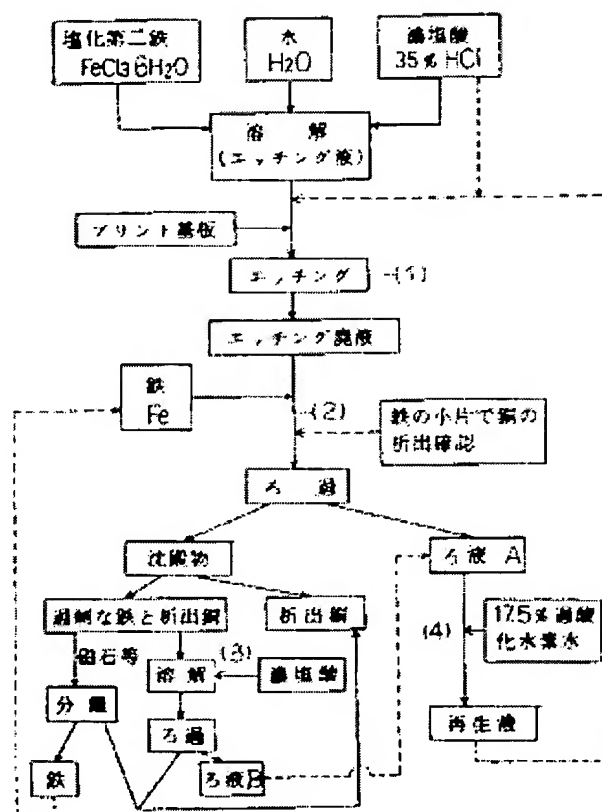 塩化第二鉄
FeCl3 6H2O
水
H2O
濃塩酸
35% HCl
溶 解
(エッチング液)
プリント基板
エッチング
(1)
エッチング廃液
鉄
Fe
(2)
鉄の小片で銅の
析出確認
ろ 過
沈殿物
ろ液 A
過剰な鉄と析出銅
析出銅
(4)
17.5%過酸
化水素水
磁石等
(3)
溶解
濃塩酸
分離
ろ過
再生液
鉄
ろ液B